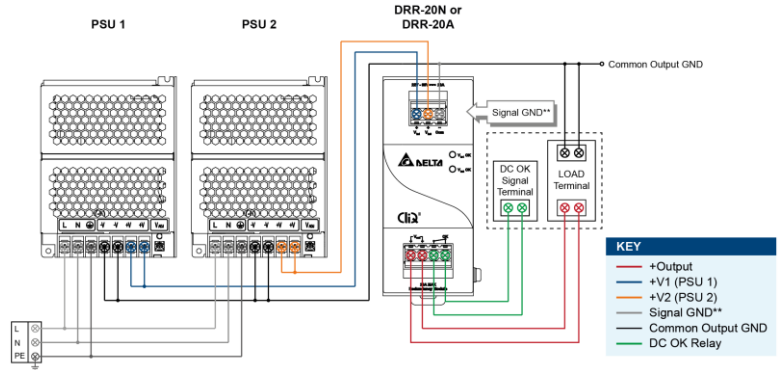 PSU 1
PSU 2
DRR-20N or
DRR-20A
Common Output GND
Signal GND**
DELTA
CliQ
DC OK
Signal
Terminal
LOAD
Terminal
L N -V -V +V +V
L N -V -V +V +V
L
N
PE
KEY
+Output
+V1 (PSU 1)
+V2 (PSU 2)
Signal GND**
Common Output GND
DC OK Relay